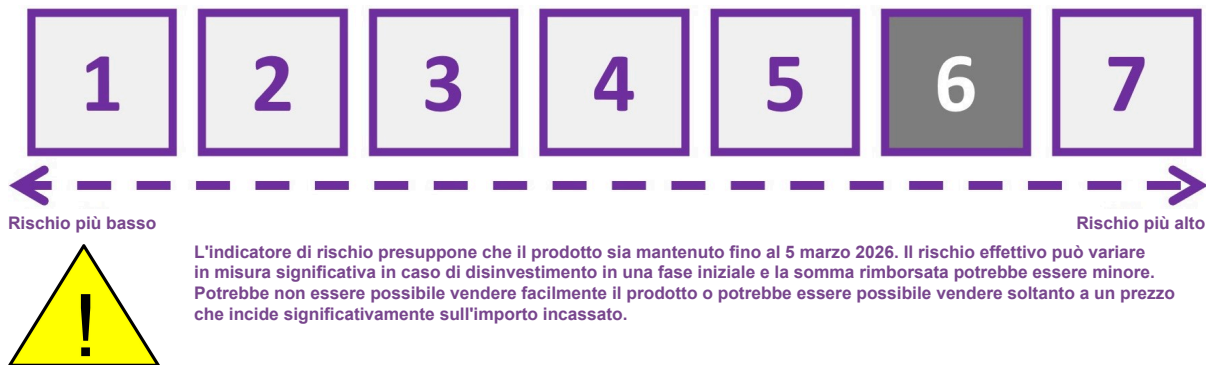 1 2 3 4 5 6 7
Rischio più basso Rischio più alto
L'indicatore di rischio presuppone che il prodotto sia mantenuto fino al 5 marzo 2026. Il rischio effettivo può variare
in misura significativa in caso di disinvestimento in una fase iniziale e la somma rimborsata potrebbe essere minore.
Potrebbe non essere possibile vendere facilmente il prodotto o potrebbe essere possibile vendere soltanto a un prezzo
che incide significativamente sull'importo incassato.
!